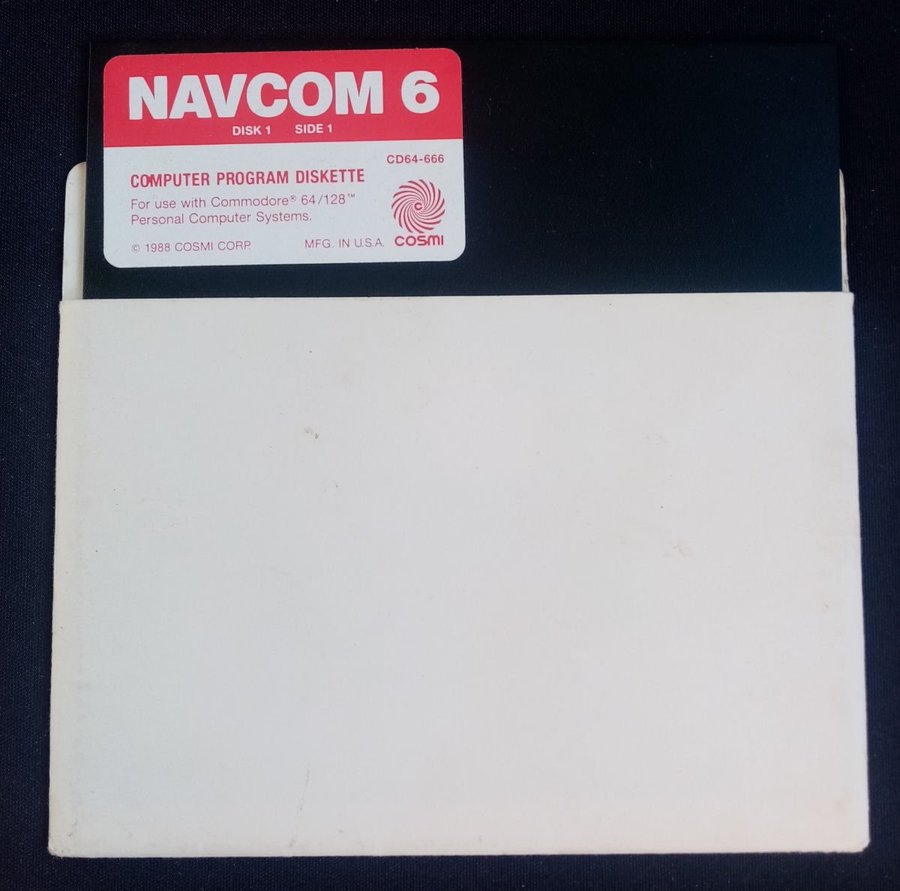 NAVCOM 6
DISK 1 SIDE 1
CD64-666
COMPUTER PROGRAM DISKETTE
For use with Commodore® 64/128™
Personal Computer Systems.
C
© 1988 COSMI CORP. MFG. IN U.S.A. COSMI